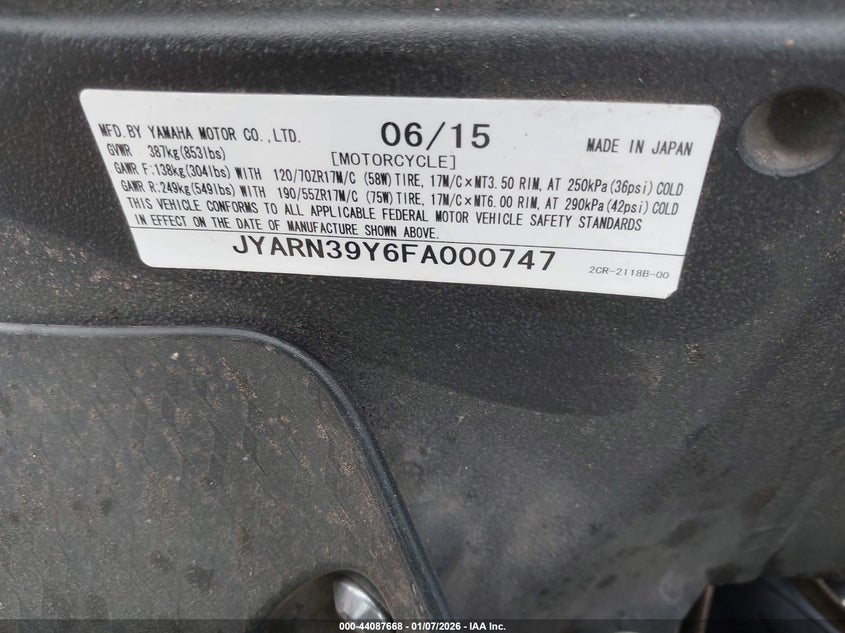 MFD. BY YAMAHA MOTOR CO.,LTD. 06/15 MADE IN JAPAN
GVWR 387kg(853lbs) [MOTORCYCLE]
GAWR F:138kg(304lbs) WITH 120/70ZR17M/C (58W) TIRE, 17M/C×MT3.50 RIM, AT 250kPa(36psi) COLD
GAWR R:249kg(549lbs) WITH 190/55ZR17M/C (75W) TIRE, 17M/C×MT6.00 RIM, AT 290kPa(42psi) COLD
THIS VEHICLE CONFORMS TO ALL APPLICABLE FEDERAL MOTOR VEHICLE SAFETY STANDARDS
IN EFFECT ON THE DATE OF MANUFACTURE SHOWN ABOVE.
JYARN39Y6FA000747 2CR-2118B-00
000-44087668 - 01/07/2026 - © IAA Inc.